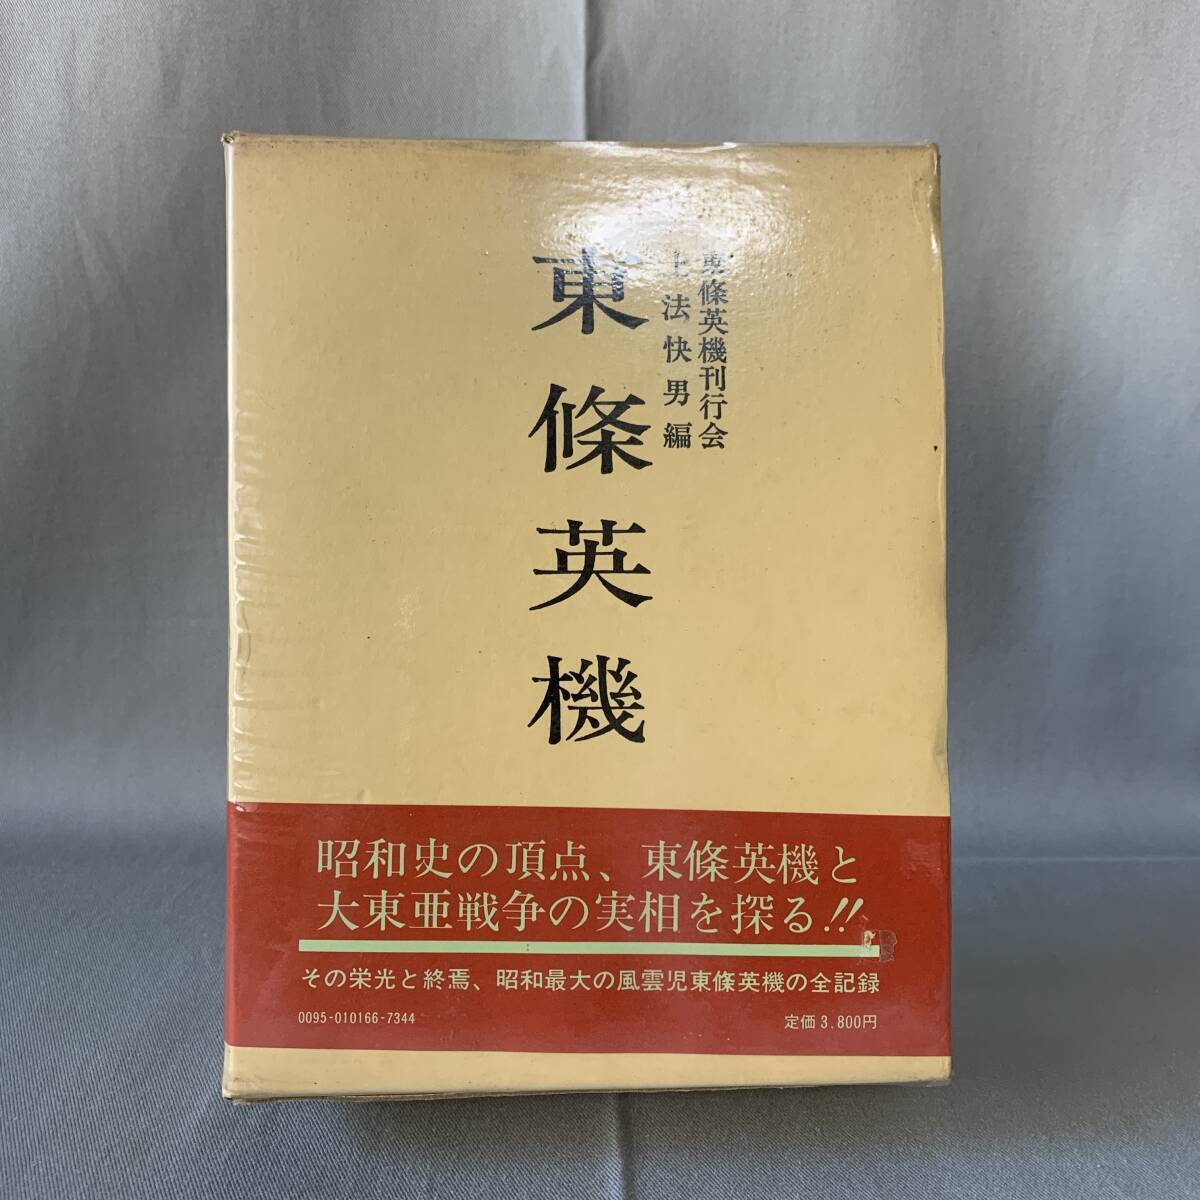 東條英機刊行会
上法快男編
東條英機
昭和史の頂点、東條英機と
大東亜戦争の実相を探る!!
その栄光と終焉、昭和最大の風雲児東條英機の全記録
0095-010166-7344
定価3.800円